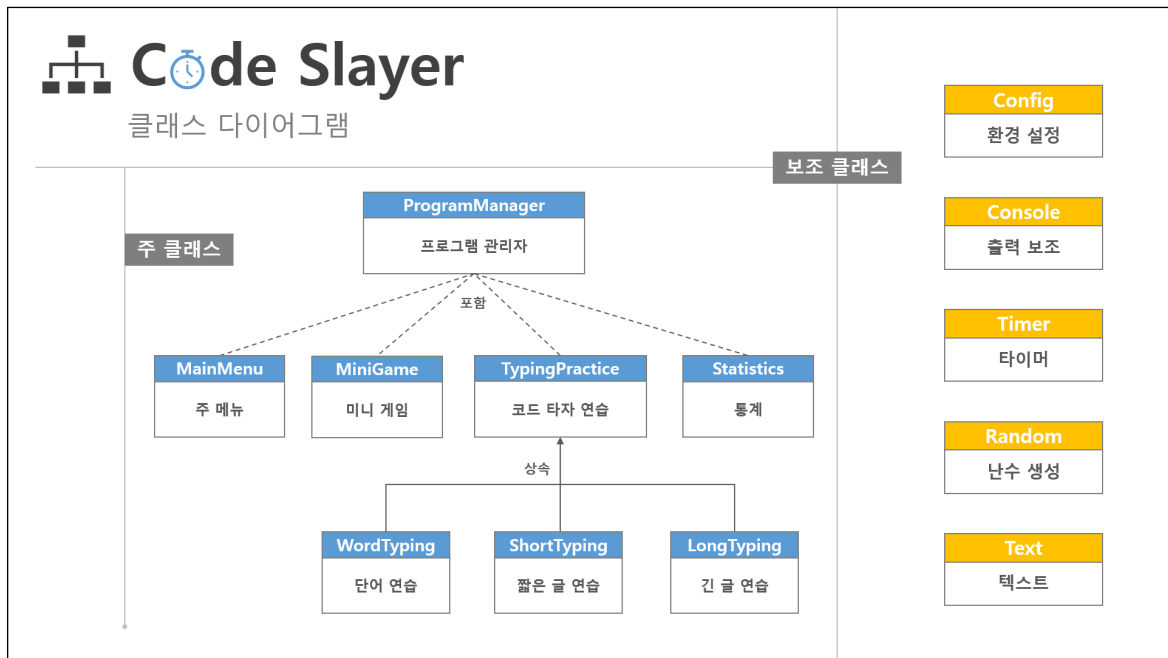 Code Slayer
클래스 다이어그램
보조 클래스
주 클래스
ProgramManager
프로그램 관리자
포함
MainMenu
주 메뉴
MiniGame
미니 게임
TypingPractice
코드 타자 연습
Statistics
통계
상속
WordTyping
단어 연습
ShortTyping
짧은 글 연습
LongTyping
긴 글 연습
Config
환경 설정
Console
출력 보조
Timer
타이머
Random
난수 생성
Text
텍스트